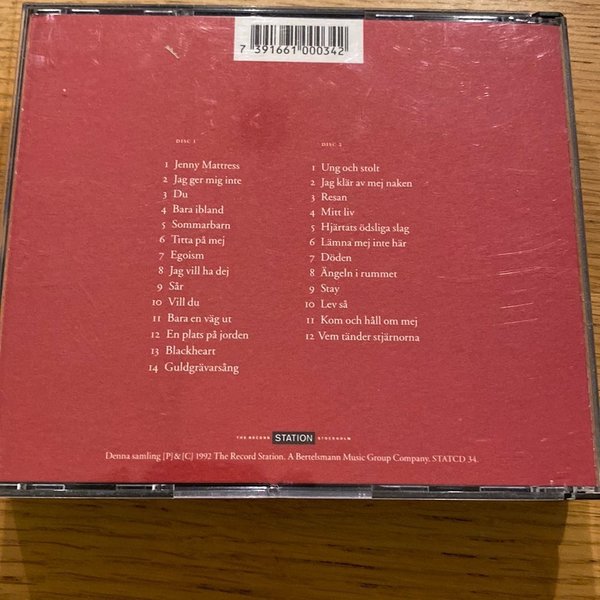 7 391661 000342
DISC 1
1 Jenny Mattress
2 Jag ger mig inte
3 Du
4 Bara ibland
5 Sommarbarn
6 Titta på mej
7 Egoism
8 Jag vill ha dej
9 Sår
10 Vill du
11 Bara en väg ut
12 En plats på jorden
13 Blackheart
14 Guldgrävarsång
DISC 2
1 Ung och stolt
2 Jag klär av mej naken
3 Resan
4 Mitt liv
5 Hjärtats ödsliga slag
6 Lämna mej inte här
7 Döden
8 Ängeln i rummet
9 Stay
10 Lev så
11 Kom och håll om mej
12 Vem tänder stjärnorna
THE RECORD STATION STOCKHOLM
Denna samling [P] & [C] 1992 The Record Station. A Bertelsmann Music Group Company. STATCD 34.